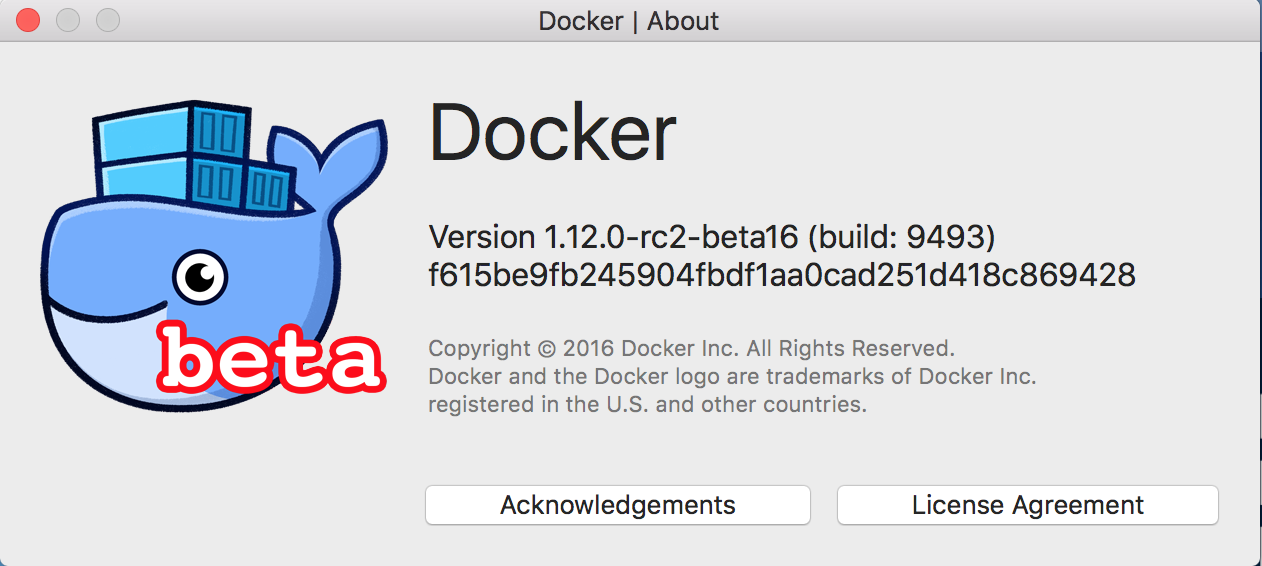 Docker | About
Docker
Version 1.12.0-rc2-beta16 (build: 9493)
f615be9fb245904fbdf1aa0cad251d418c869428
beta
Copyright © 2016 Docker Inc. All Rights Reserved.
Docker and the Docker logo are trademarks of Docker Inc.
registered in the U.S. and other countries.
Acknowledgements
License Agreement